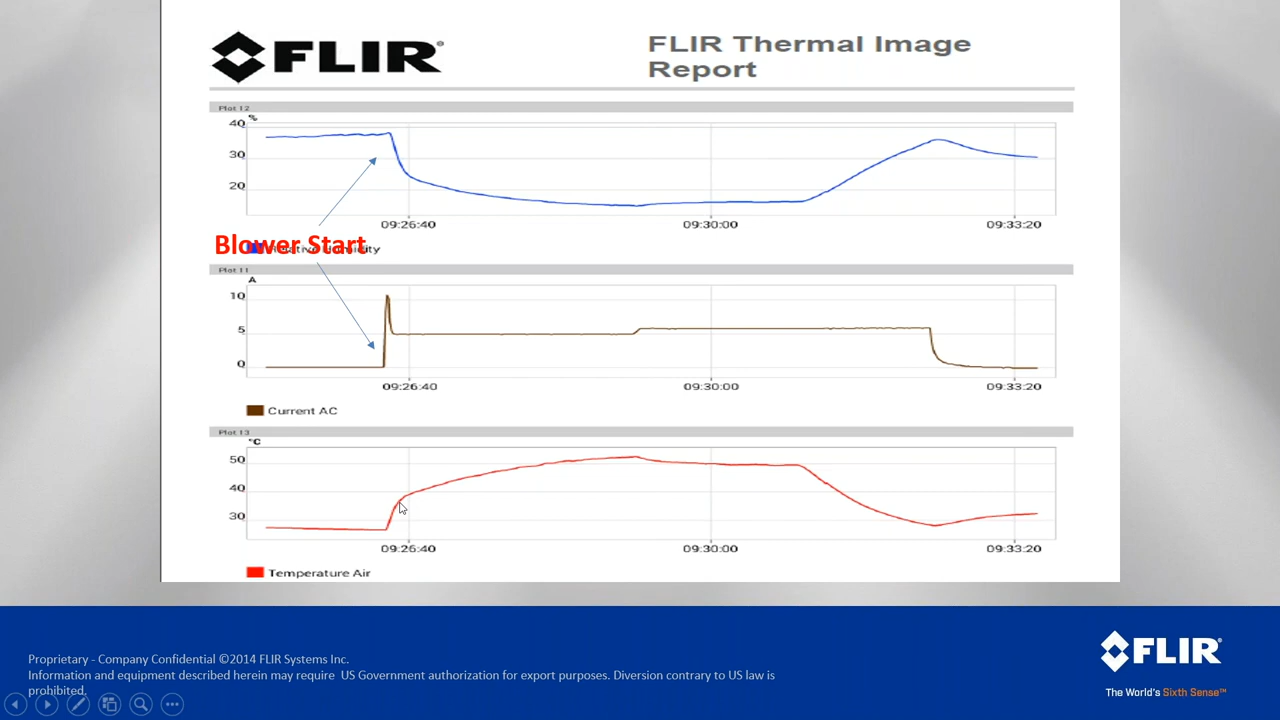 FLIR
FLIR Thermal Image
Report
Plot 12
%
40
30
20
09:26:40
09:30:00
09:33:20
Blower Start
Plot 11
A
10
5
0
09:26:40
09:30:00
09:33:20
Current AC
Plot 13
°C
50
40
30
09:26:40
09:30:00
09:33:20
Temperature Air
Proprietary - Company Confidential ©2014 FLIR Systems Inc.
Information and equipment described herein may require US Government authorization for export purposes. Diversion contrary to US law is
prohibited.
FLIR
The World's Sixth Sense™